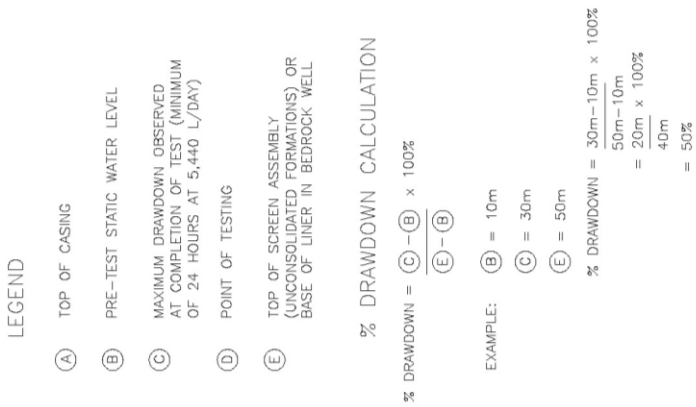 LEGEND
Ⓐ TOP OF CASING
Ⓑ PRE-TEST STATIC WATER LEVEL
Ⓒ MAXIMUM DRAWDOWN OBSERVED
AT COMPLETION OF TEST (MINIMUM
OF 24 HOURS AT 5,440 L/DAY)
Ⓓ POINT OF TESTING
Ⓔ TOP OF SCREEN ASSEMBLY
(UNCONSOLIDATED FORMATIONS) OR
BASE OF LINER IN BEDROCK WELL
% DRAWDOWN CALCULATION
% DRAWDOWN = Ⓒ-Ⓑ x 100%
Ⓔ-Ⓑ
EXAMPLE: Ⓑ = 10m
Ⓒ = 30m
Ⓔ = 50m
% DRAWDOWN = 30m-10m x 100%
50m-10m
= 20m x 100%
40m
= 50%